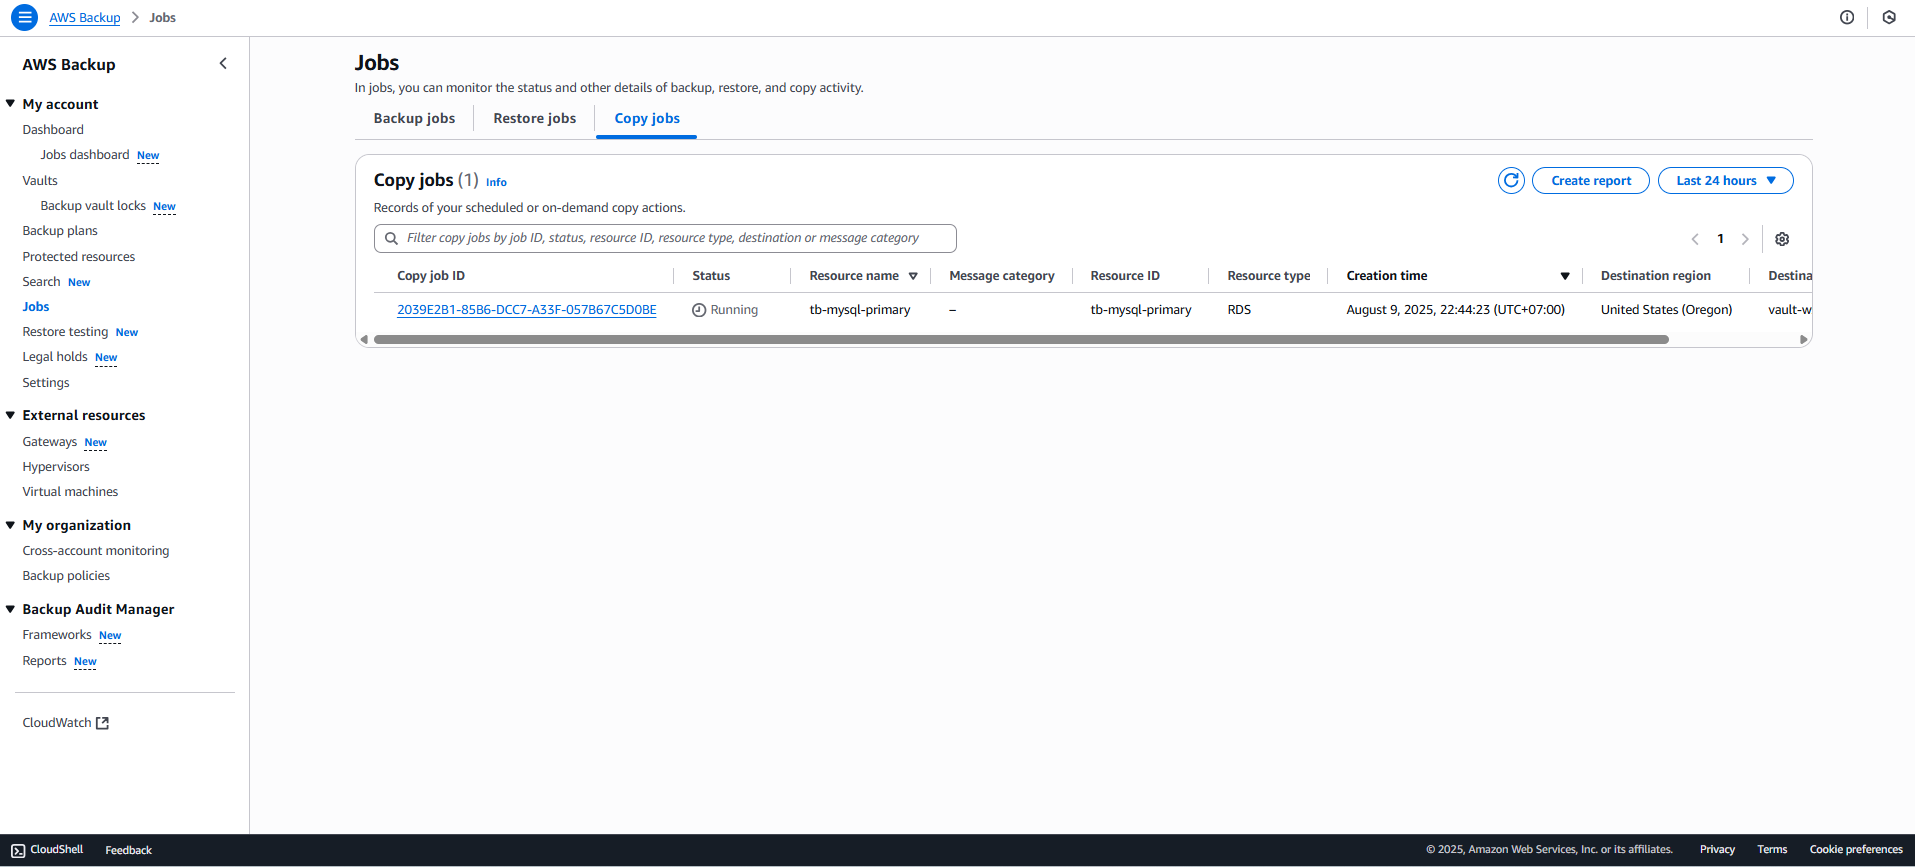 AWS Backup > Jobs
AWS Backup
My account
Dashboard
Jobs dashboard New
Vaults
Backup vault locks New
Backup plans
Protected resources
Search New
Jobs
Restore testing New
Legal holds New
Settings
External resources
Gateways New
Hypervisors
Virtual machines
My organization
Cross-account monitoring
Backup policies
Backup Audit Manager
Frameworks New
Reports New
CloudWatch
Jobs
In jobs, you can monitor the status and other details of backup, restore, and copy activity.
Backup jobs Restore jobs Copy jobs
Copy jobs (1) Info Create report Last 24 hours
Records of your scheduled or on-demand copy actions.
Filter copy jobs by job ID, status, resource ID, resource type, destination or message category 1
Copy job ID Status Resource name Message category Resource ID Resource type Creation time Destination region Destina
2039E2B1-85B6-DCC7-A33F-057B67C5D0BE Running tb-mysql-primary – tb-mysql-primary RDS August 9, 2025, 22:44:23 (UTC+07:00) United States (Oregon) vault-w
CloudShell Feedback © 2025, Amazon Web Services, Inc. or its affiliates. Privacy Terms Cookie preferences